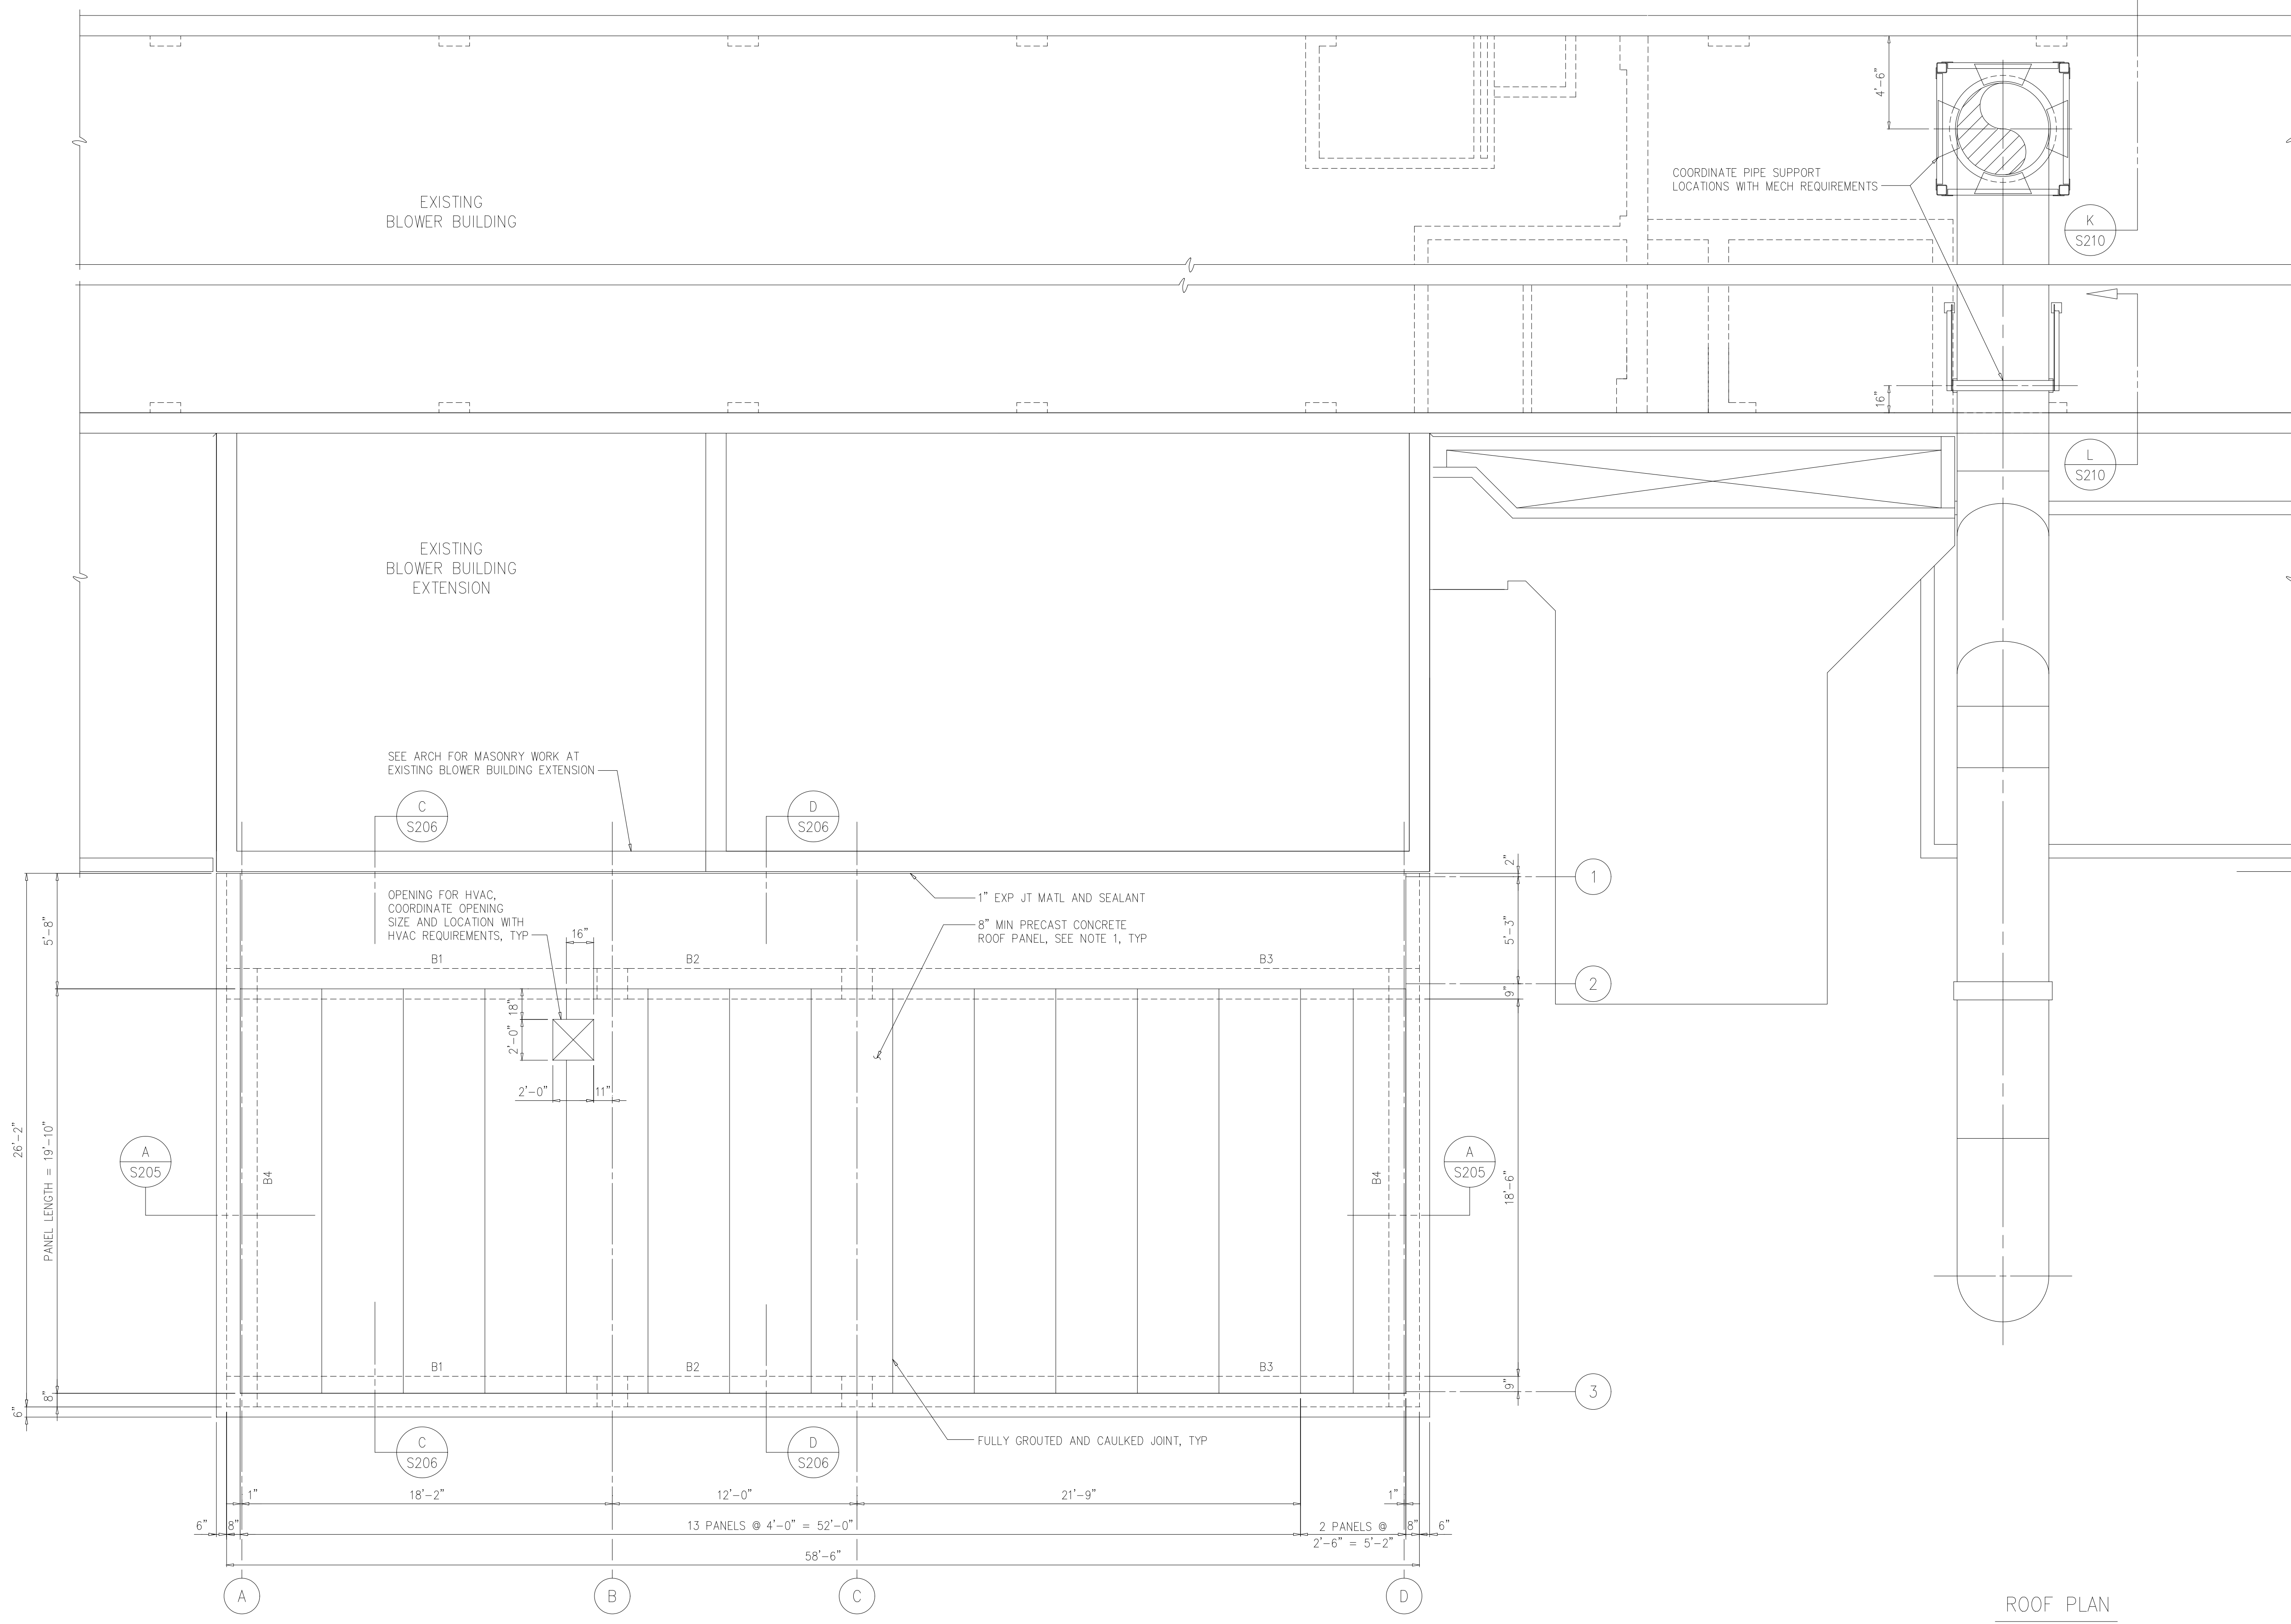 4'-6"
COORDINATE PIPE SUPPORT
LOCATIONS WITH MECH REQUIREMENTS
EXISTING
BLOWER BUILDING
K
S210
16"
L
S210
EXISTING
BLOWER BUILDING
EXTENSION
SEE ARCH FOR MASONRY WORK AT
EXISTING BLOWER BUILDING EXTENSION
C
S206
D
S206
2"
1
OPENING FOR HVAC,
COORDINATE OPENING
SIZE AND LOCATION WITH
HVAC REQUIREMENTS, TYP
1" EXP JT MATL AND SEALANT
8" MIN PRECAST CONCRETE
ROOF PANEL, SEE NOTE 1, TYP
5'-8"
16"
5'-3"
B1
B2
B3
2
9"
18"
2'-0"
2'-0"
11"
26'-2"
PANEL LENGTH = 19'-10"
A
S205
B4
B4
A
S205
18'-6"
B1
B2
B3
9"
3
8"
6"
C
S206
D
S206
FULLY GROUTED AND CAULKED JOINT, TYP
1"
18'-2"
12'-0"
21'-9"
1"
6"
8"
13 PANELS @ 4'-0" = 52'-0"
2 PANELS @
2'-6" = 5'-2"
8"
6"
58'-6"
A
B
C
D
ROOF PLAN